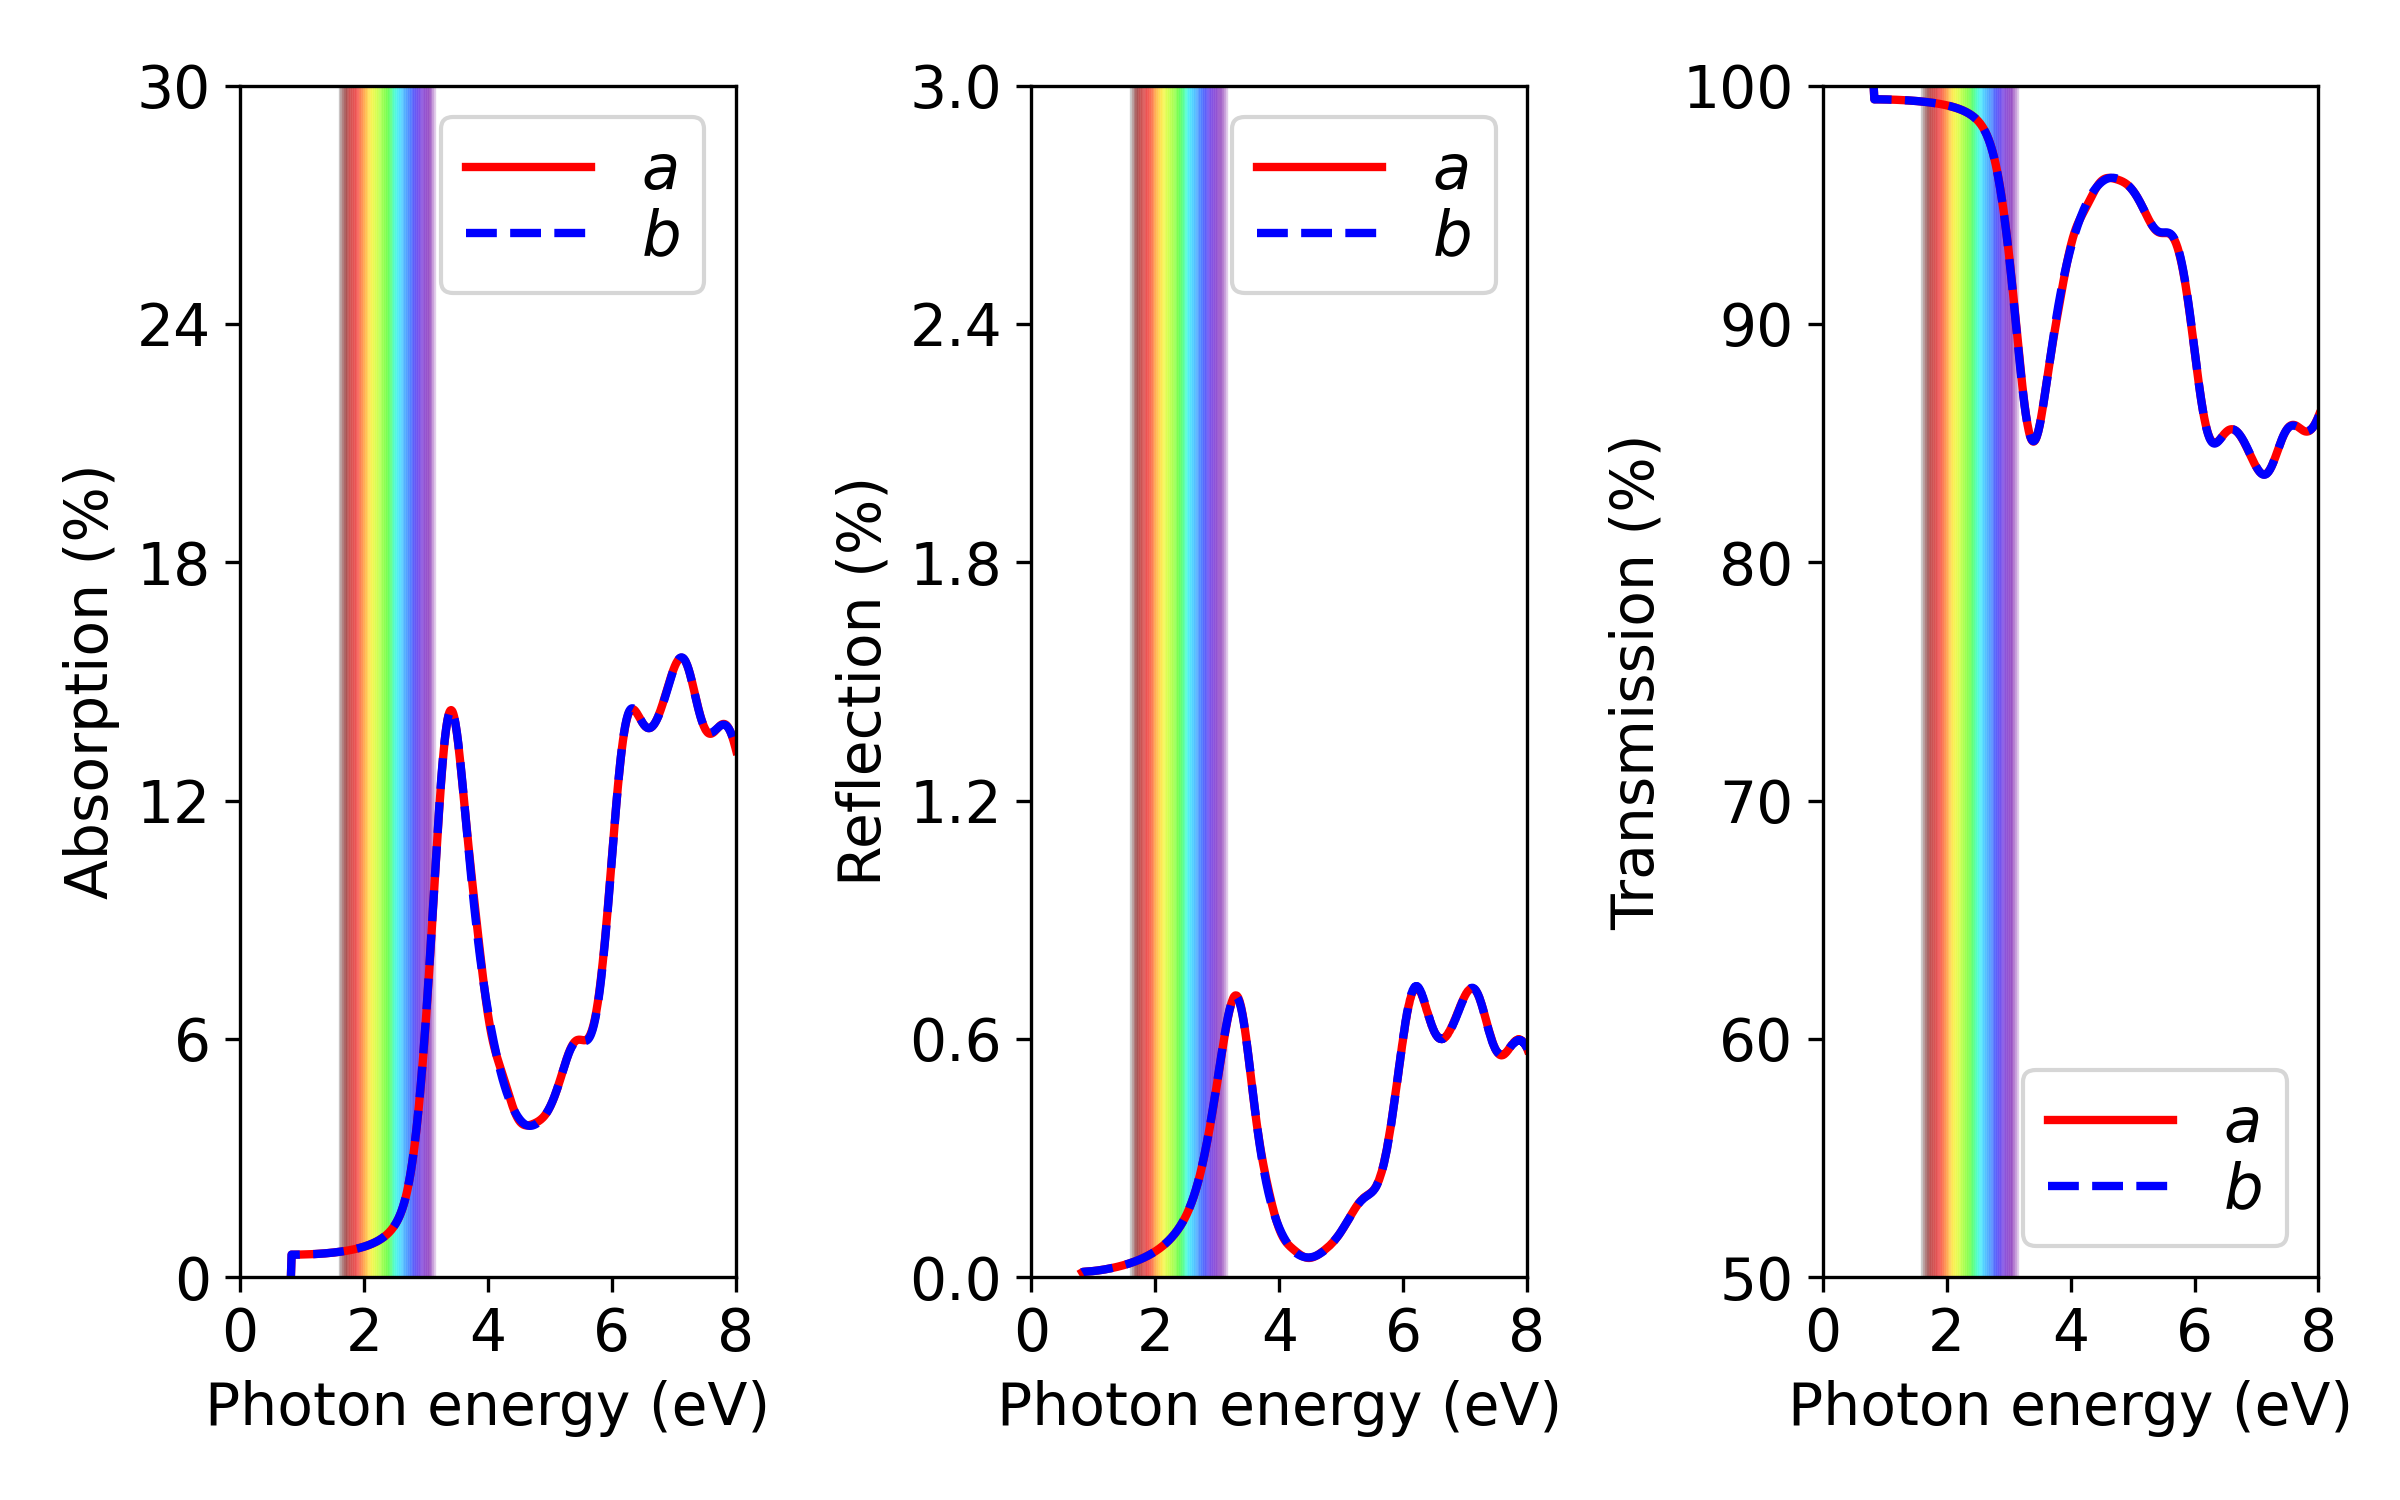 Absorption (%)
30
24
18
12
6
0
0 2 4 6 8
Photon energy (eV)
a
b
Reflection (%)
3.0
2.4
1.8
1.2
0.6
0.0
0 2 4 6 8
Photon energy (eV)
a
b
Transmission (%)
100
90
80
70
60
50
0 2 4 6 8
Photon energy (eV)
a
b